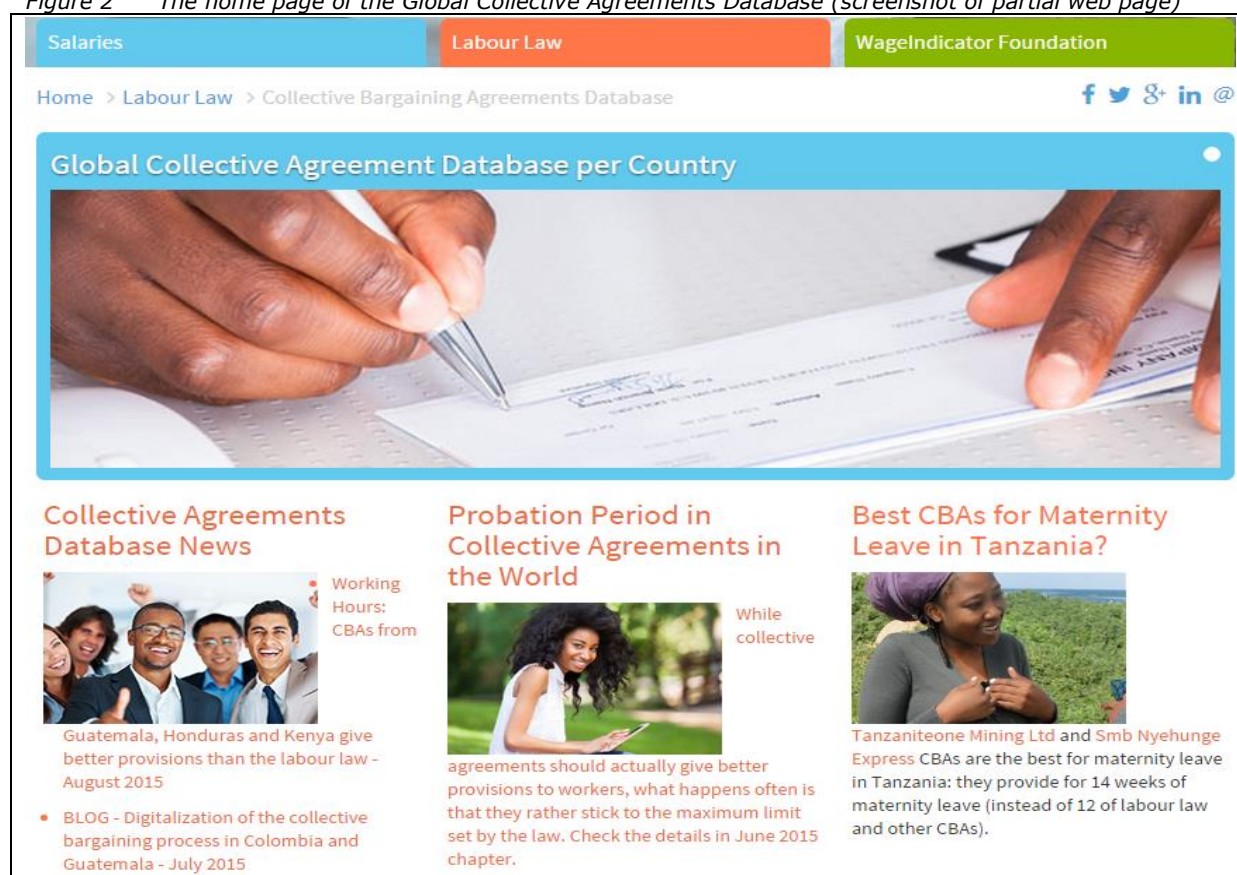 Figure 2 The home page of the Global Collective Agreements Database (screenshot of partial web page)
Salaries
Labour Law
WageIndicator Foundation
Home > Labour Law > Collective Bargaining Agreements Database
f g+ in @
Global Collective Agreement Database per Country
Collective Agreements
Database News
• Working
Hours:
CBAs from
Guatemala, Honduras and Kenya give
better provisions than the labour law -
August 2015
• BLOG - Digitalization of the collective
bargaining process in Colombia and
Guatemala - July 2015
Probation Period in
Collective Agreements in
the World
While
collective
agreements should actually give better
provisions to workers, what happens often is
that they rather stick to the maximum limit
set by the law. Check the details in June 2015
chapter.
Best CBAs for Maternity
Leave in Tanzania?
Tanzaniteone Mining Ltd and Smb Nyehunge
Express CBAs are the best for maternity leave
in Tanzania: they provide for 14 weeks of
maternity leave (instead of 12 of labour law
and other CBAs).